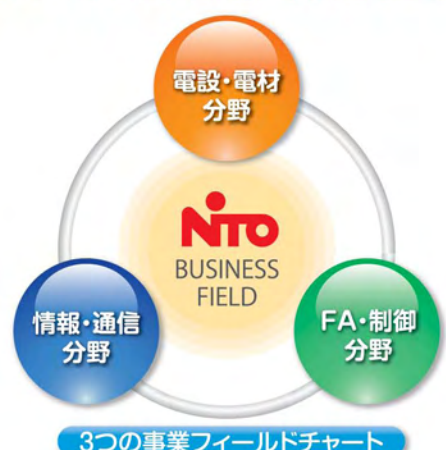 電設・電材
分野
NITO
BUSINESS
FIELD
情報・通信
分野
FA・制御
分野
3つの事業フィールドチャート